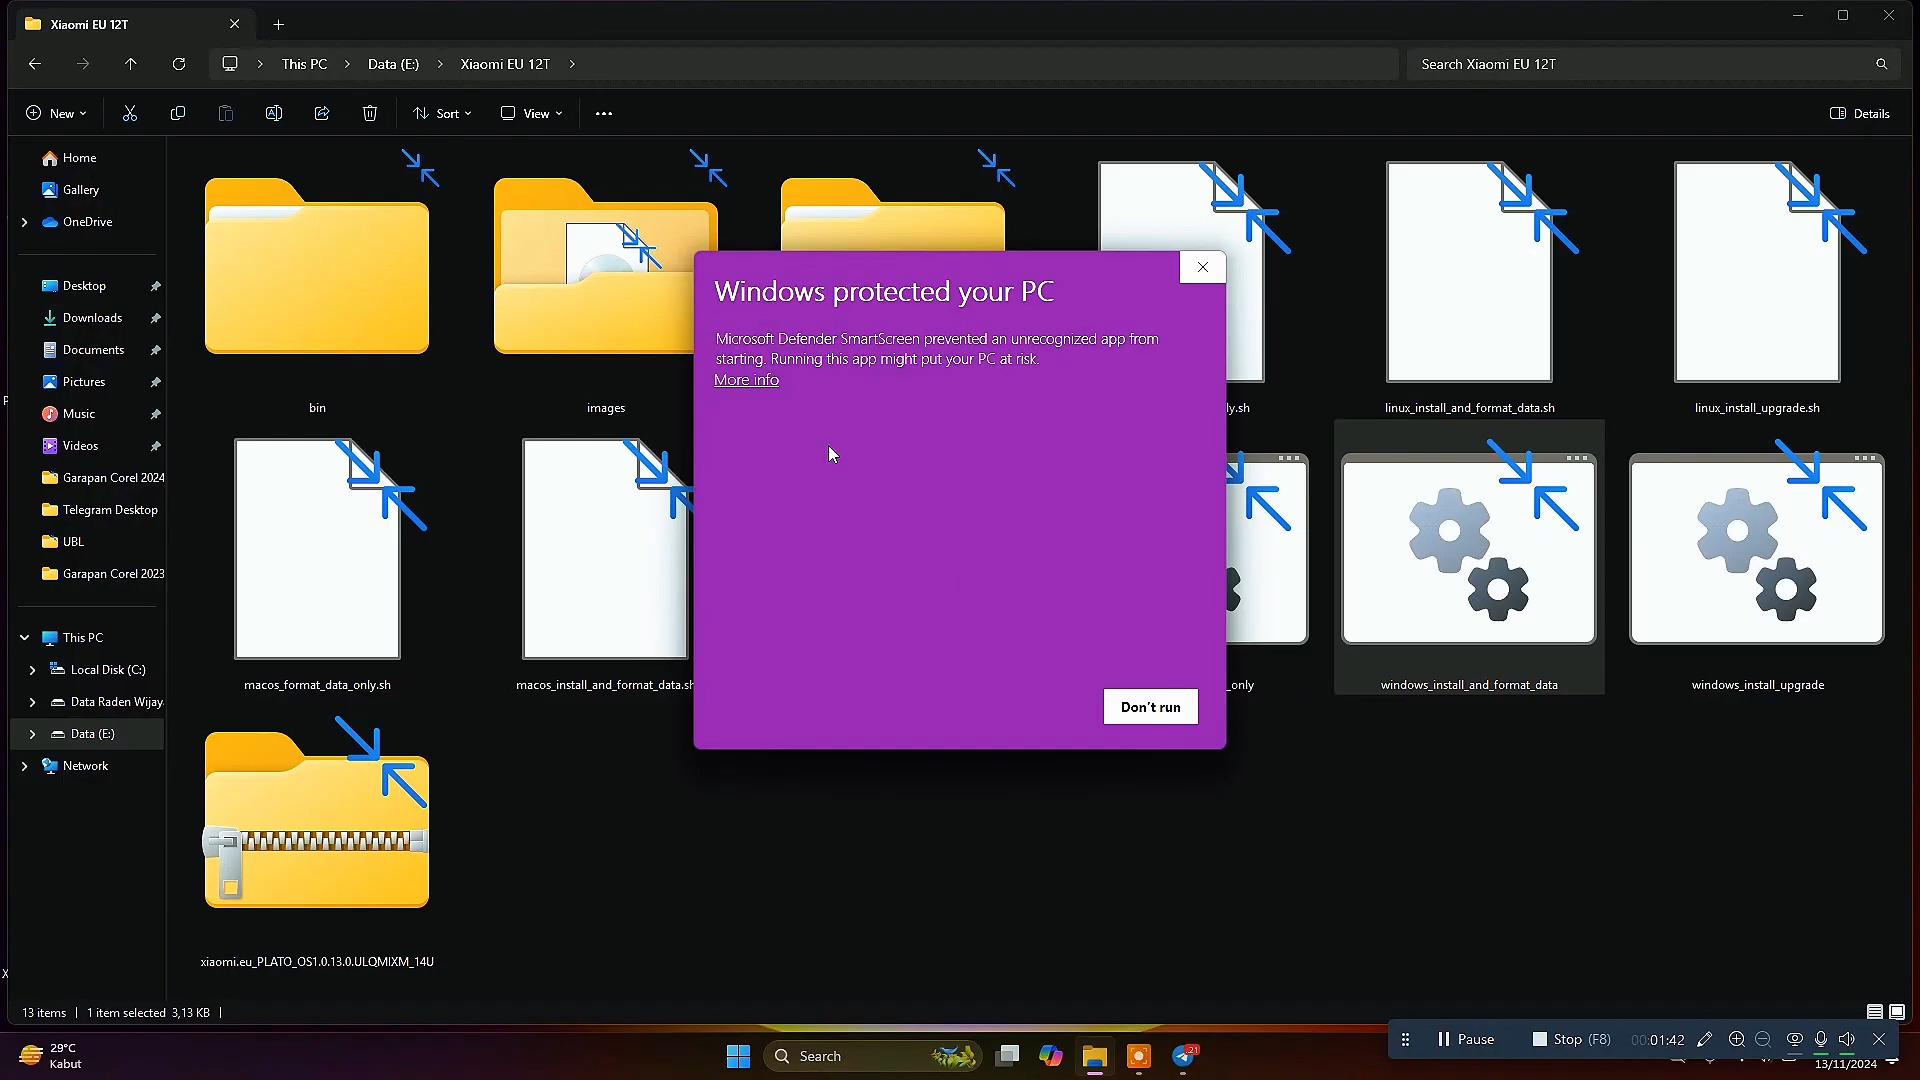 Xiaomi EU 12T
This PC
Data (E:)
Xiaomi EU 12T
Search Xiaomi EU 12T
New
Sort
View
Details
Home
Gallery
OneDrive
Desktop
Downloads
Documents
Pictures
Music
Videos
Garapan Corel 2024
Telegram Desktop
UBL
Garapan Corel 2023
This PC
Local Disk (C:)
Data Raden Wijay
Data (E:)
Network
bin
images
ly.sh
linux_install_and_format_data.sh
linux_install_upgrade.sh
macos_format_data_only.sh
macos_install_and_format_data.sh
_only
windows_install_and_format_data
windows_install_upgrade
xiaomi.eu_PLATO_OS1.0.13.0.ULQMIXM_14U
Windows protected your PC
Microsoft Defender SmartScreen prevented an unrecognized app from
starting. Running this app might put your PC at risk.
More info
Don't run
13 items
1 item selected 3,13 KB
Pause
Stop (F8)
00:01:42
29°C
Kabut
Search
21
13/11/2024